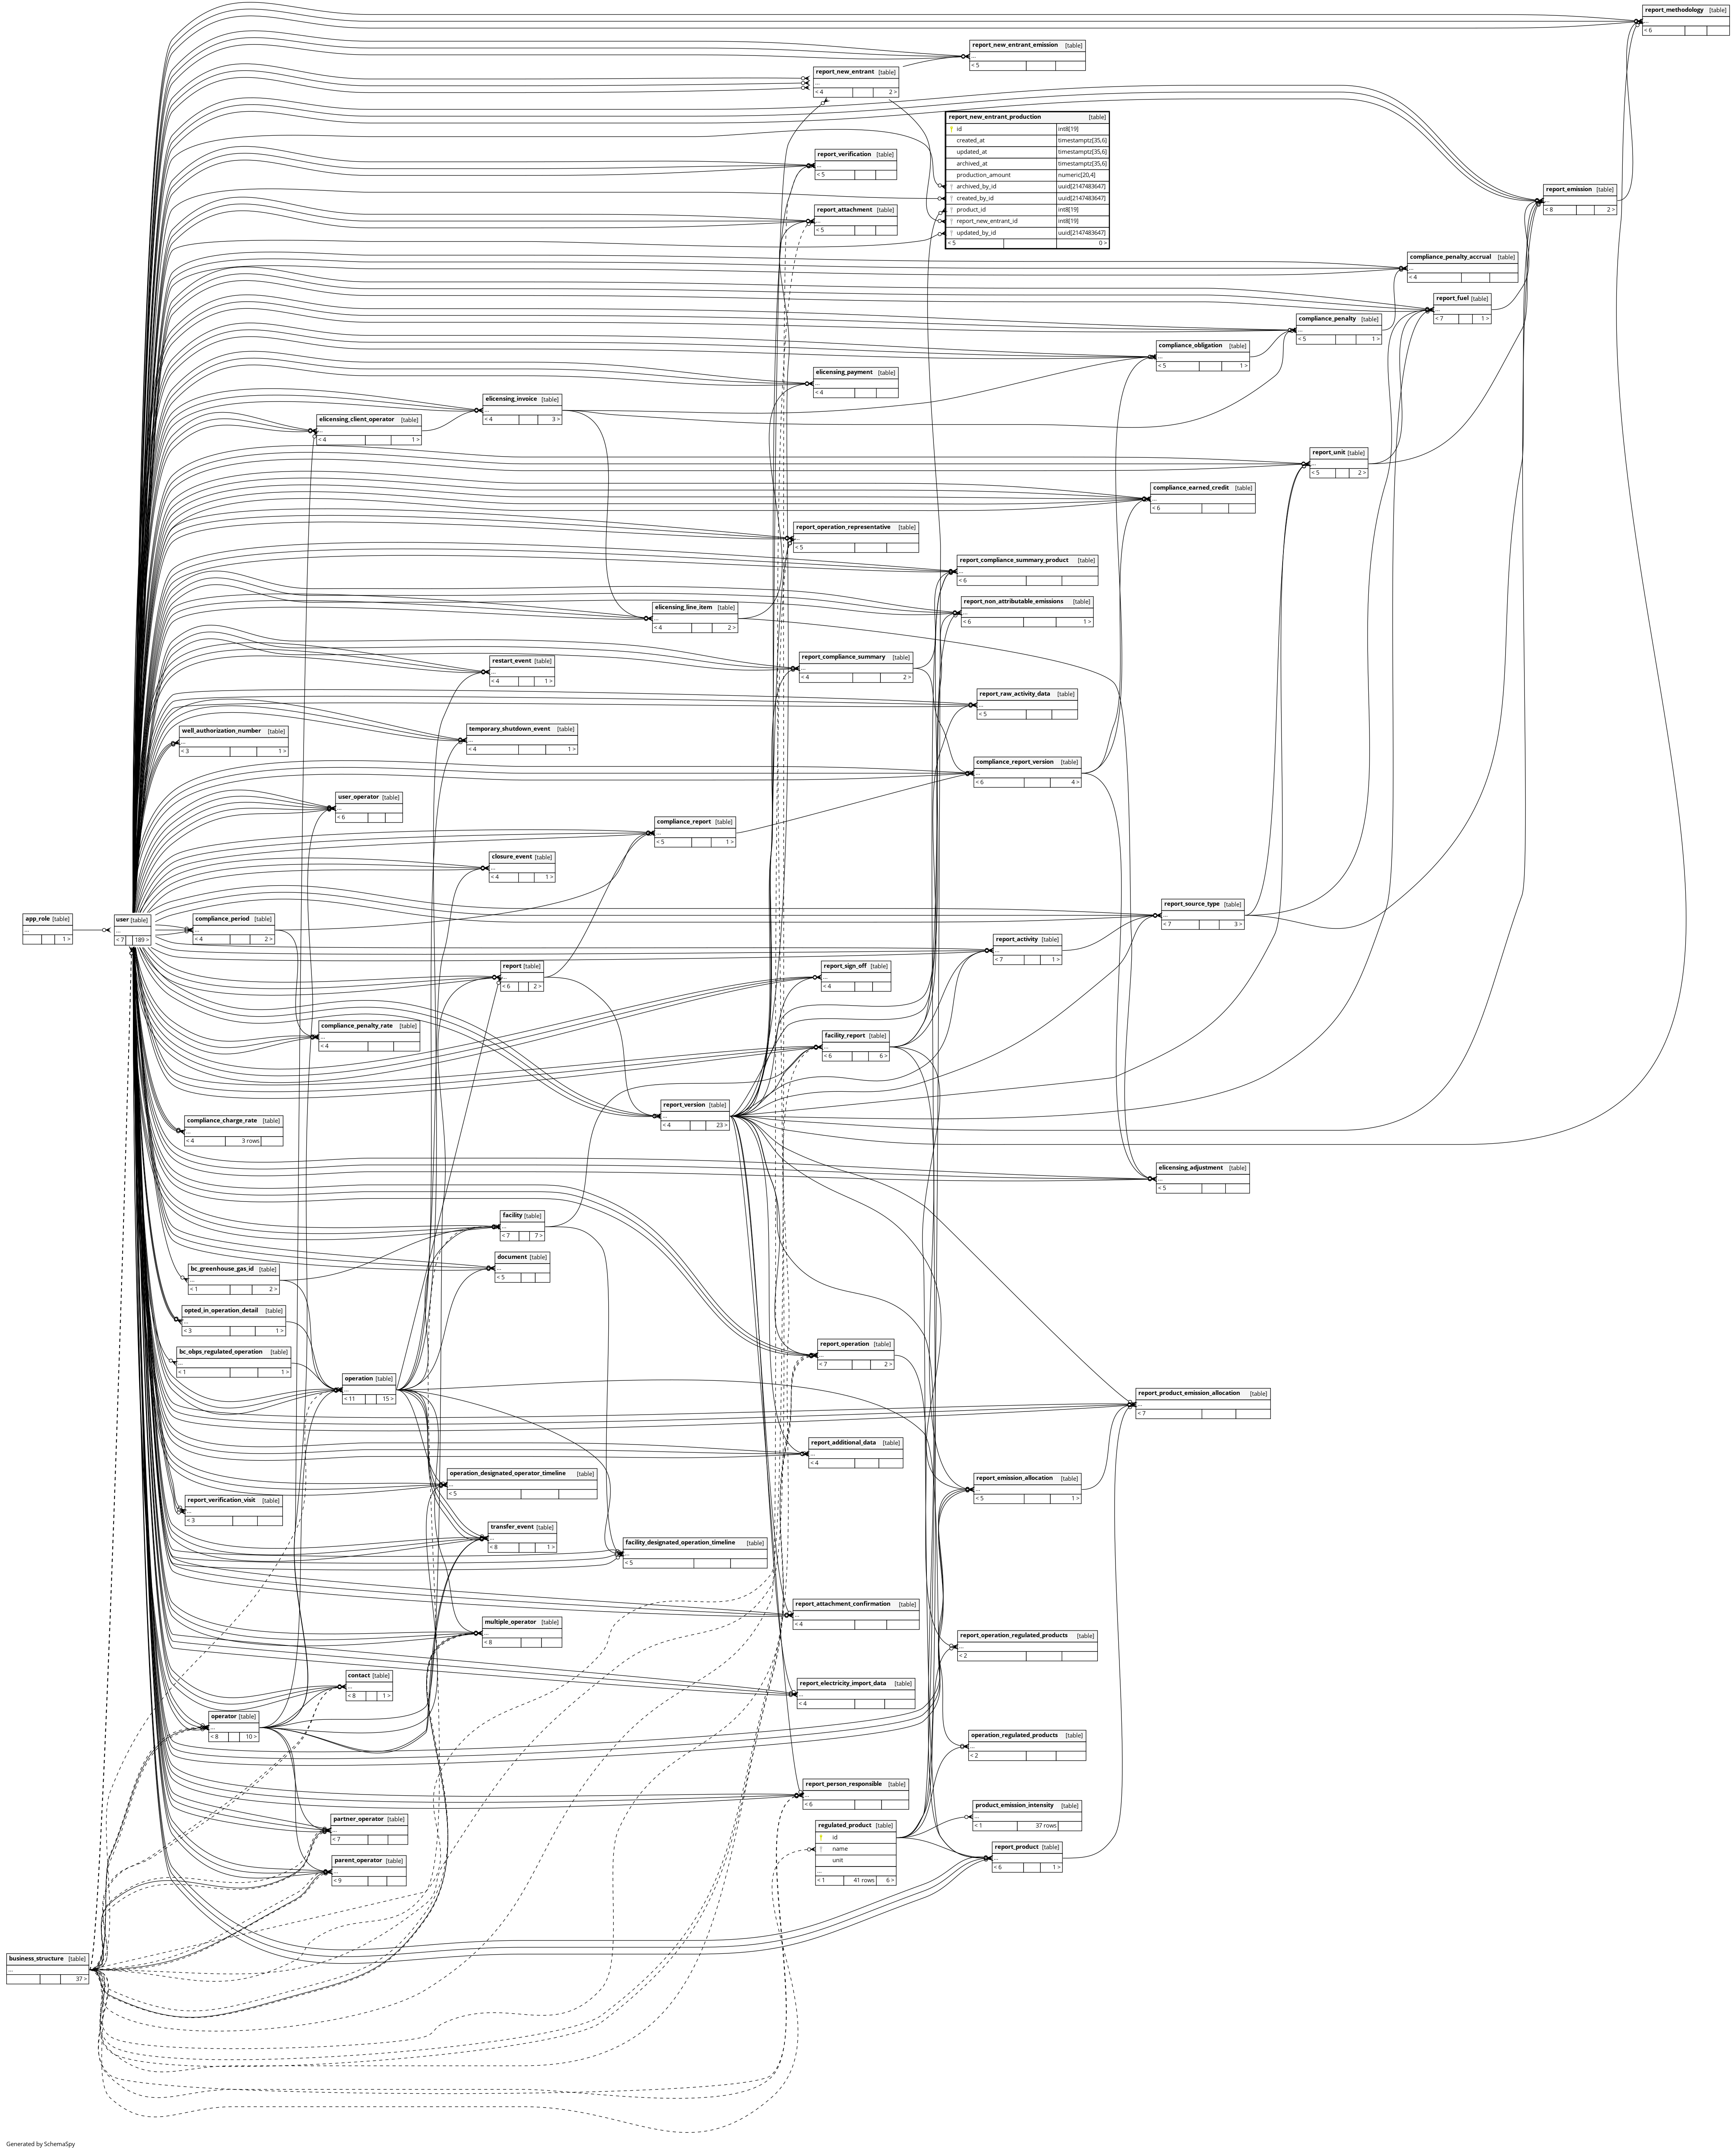 report_methodology [table]
...
< 6
report_new_entrant_emission [table]
...
< 5
report_new_entrant [table]
...
< 4 2 >
report_new_entrant_production [table]
id int8[19]
created_at timestamptz[35,6]
updated_at timestamptz[35,6]
archived_at timestamptz[35,6]
production_amount numeric[20,4]
archived_by_id uuid[2147483647]
created_by_id uuid[2147483647]
product_id int8[19]
report_new_entrant_id int8[19]
updated_by_id uuid[2147483647]
< 5 0 >
report_verification [table]
...
< 5
report_emission [table]
...
< 8 2 >
report_attachment [table]
...
< 5
compliance_penalty_accrual [table]
...
< 4
report_fuel [table]
...
< 7 1 >
compliance_penalty [table]
...
< 5 1 >
compliance_obligation [table]
...
< 5 1 >
elicensing_payment [table]
...
< 4
elicensing_invoice [table]
...
< 4 3 >
elicensing_client_operator [table]
...
< 4 1 >
report_unit [table]
...
< 5 2 >
compliance_earned_credit [table]
...
< 6
report_operation_representative [table]
...
< 5
report_compliance_summary_product [table]
...
< 6
report_non_attributable_emissions [table]
...
< 6 1 >
elicensing_line_item [table]
...
< 4 2 >
restart_event [table]
...
< 4 1 >
report_compliance_summary [table]
...
< 4 2 >
report_raw_activity_data [table]
...
< 5
well_authorization_number [table]
...
< 3 1 >
temporary_shutdown_event [table]
...
< 4 1 >
compliance_report_version [table]
...
< 6 4 >
user_operator [table]
...
< 6
compliance_report [table]
...
< 5 1 >
closure_event [table]
...
< 4 1 >
report_source_type [table]
...
< 7 3 >
app_role [table]
...
1 >
user [table]
...
< 7 189 >
compliance_period [table]
...
< 4 2 >
report_activity [table]
...
< 7 1 >
report [table]
...
< 6 2 >
report_sign_off [table]
...
< 4
compliance_penalty_rate [table]
...
< 4
facility_report [table]
...
< 6 6 >
report_version [table]
...
< 4 23 >
compliance_charge_rate [table]
...
< 4 3 rows
elicensing_adjustment [table]
...
< 5
facility [table]
...
< 7 7 >
document [table]
...
< 5
bc_greenhouse_gas_id [table]
...
< 1 2 >
opted_in_operation_detail [table]
...
< 3 1 >
bc_obps_regulated_operation [table]
...
< 1 1 >
report_operation [table]
...
< 7 2 >
operation [table]
...
< 11 15 >
report_product_emission_allocation [table]
...
< 7
report_additional_data [table]
...
< 4
operation_designated_operator_timeline [table]
...
< 5
report_emission_allocation [table]
...
< 5 1 >
report_verification_visit [table]
...
< 3
transfer_event [table]
...
< 8 1 >
facility_designated_operation_timeline [table]
...
< 5
report_attachment_confirmation [table]
...
< 4
multiple_operator [table]
...
< 8
report_operation_regulated_products [table]
...
< 2
contact [table]
...
< 8 1 >
report_electricity_import_data [table]
...
< 4
operator [table]
...
< 8 10 >
operation_regulated_products [table]
...
< 2
report_person_responsible [table]
...
< 6
product_emission_intensity [table]
...
< 1 37 rows
partner_operator [table]
...
< 7
regulated_product [table]
id
name
unit
...
< 1 41 rows 6 >
report_product [table]
...
< 6 1 >
parent_operator [table]
...
< 9
business_structure [table]
...
37 >
Generated by SchemaSpy